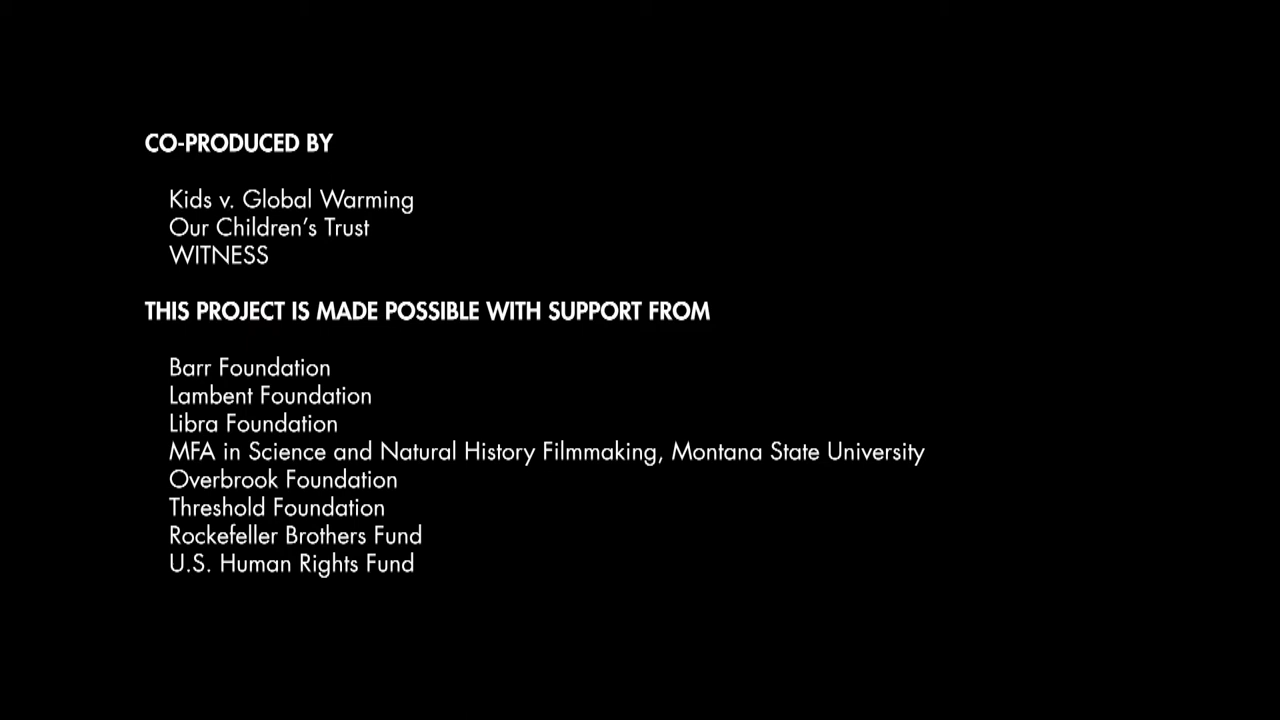 CO-PRODUCED BY
Kids v. Global Warming
Our Children’s Trust
WITNESS
THIS PROJECT IS MADE POSSIBLE WITH SUPPORT FROM
Barr Foundation
Lambent Foundation
Libra Foundation
MFA in Science and Natural History Filmmaking, Montana State University
Overbrook Foundation
Threshold Foundation
Rockefeller Brothers Fund
U.S. Human Rights Fund